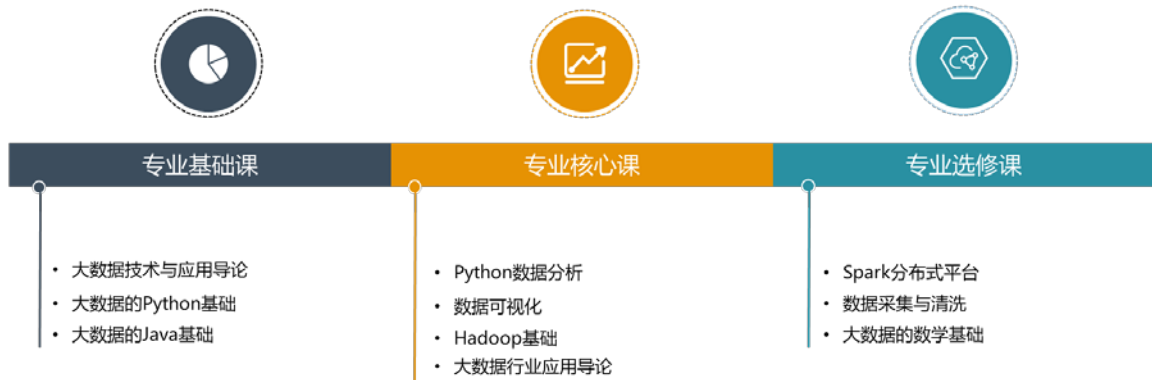 专业基础课
专业核心课
专业选修课
• 大数据技术与应用导论
• 大数据的Python基础
• 大数据的Java基础
• Python数据分析
• 数据可视化
• Hadoop基础
• 大数据行业应用导论
• Spark分布式平台
• 数据采集与清洗
• 大数据的数学基础